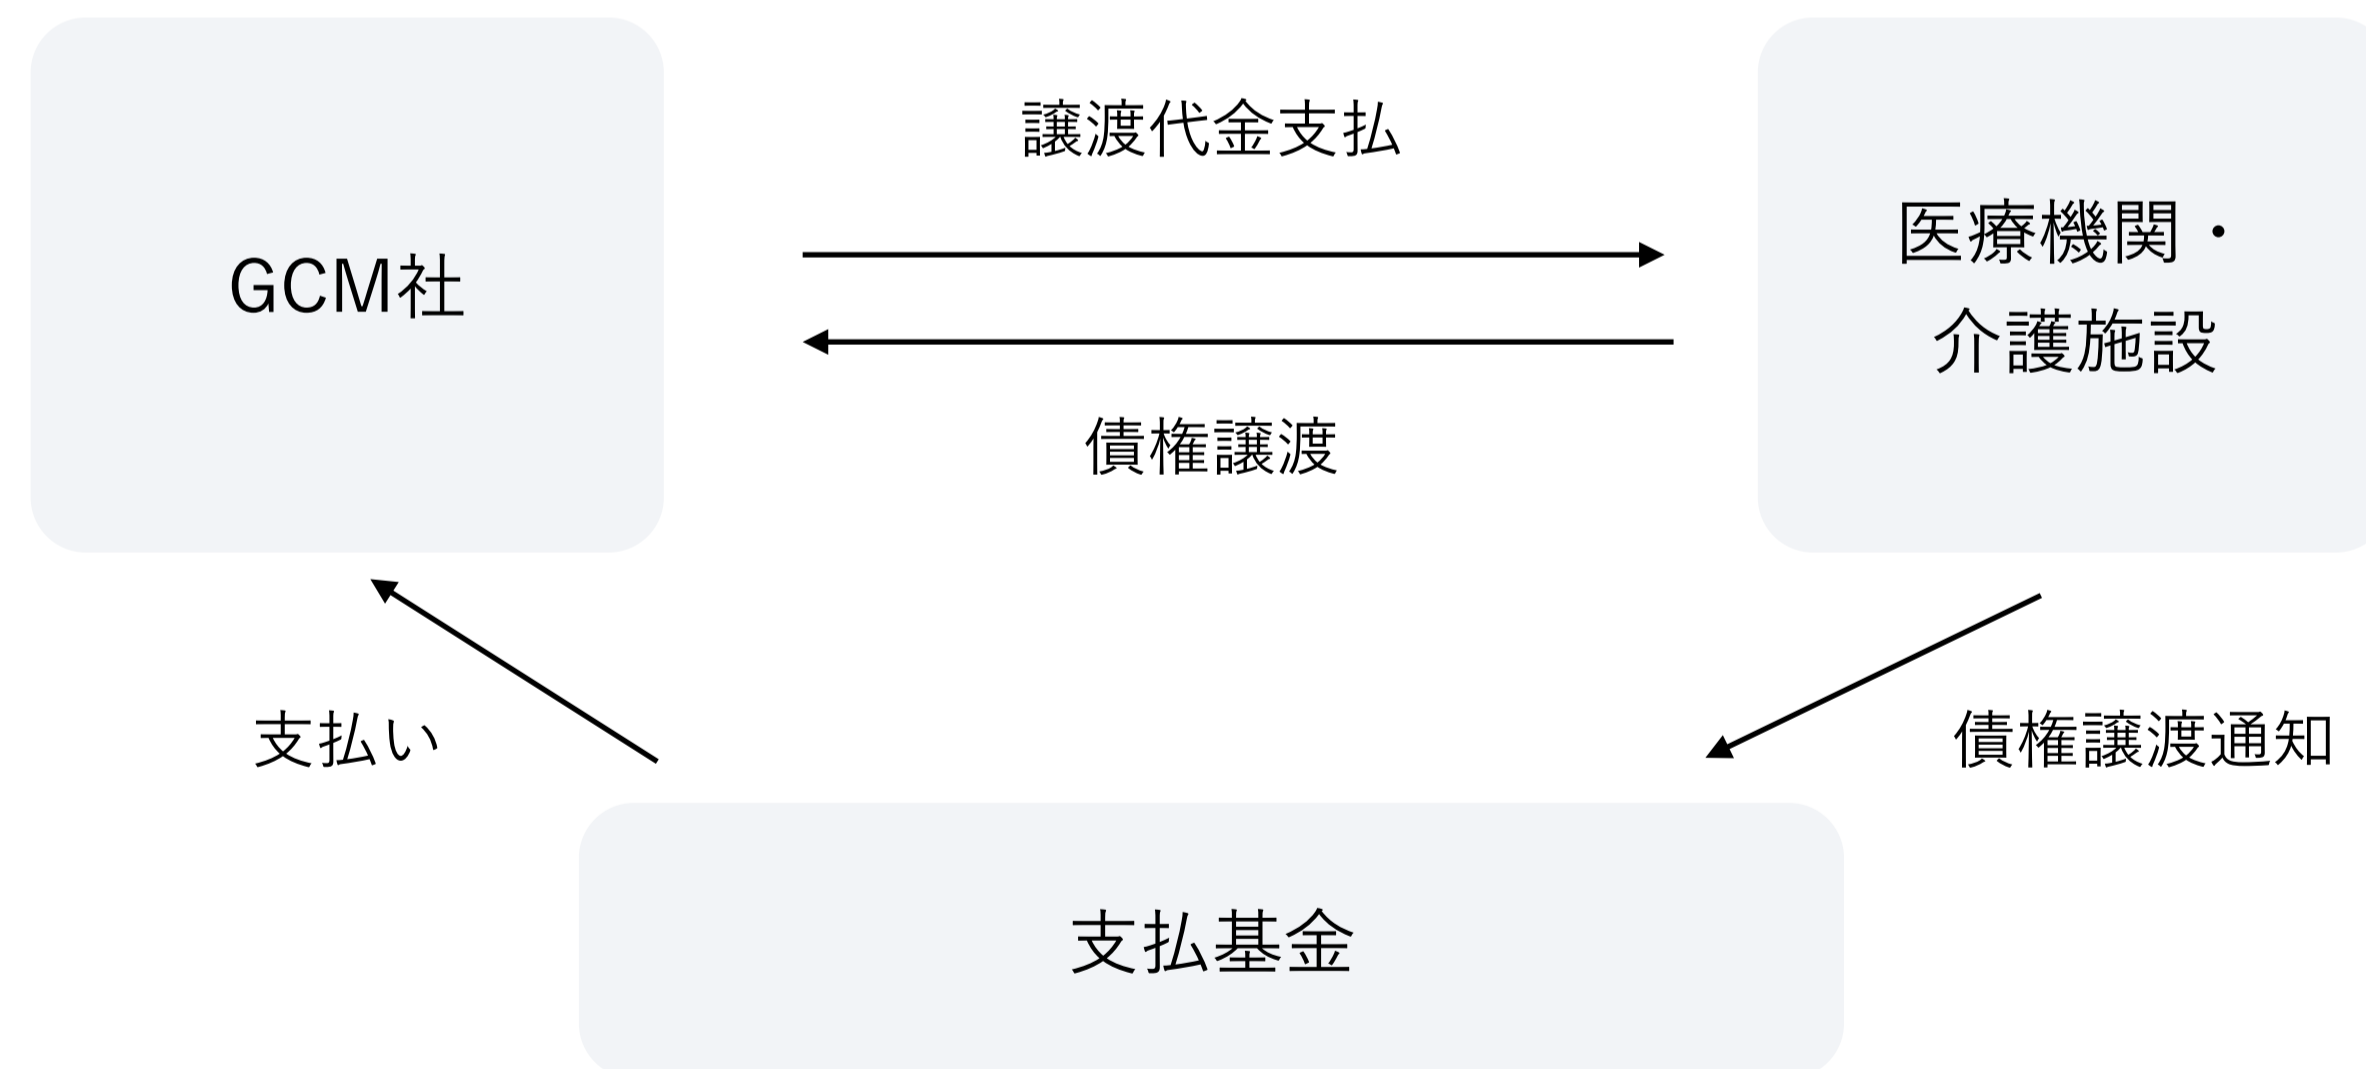 譲渡代金支払
GCM社
医療機関・
介護施設
債権譲渡
支払い
債権譲渡通知
支払基金